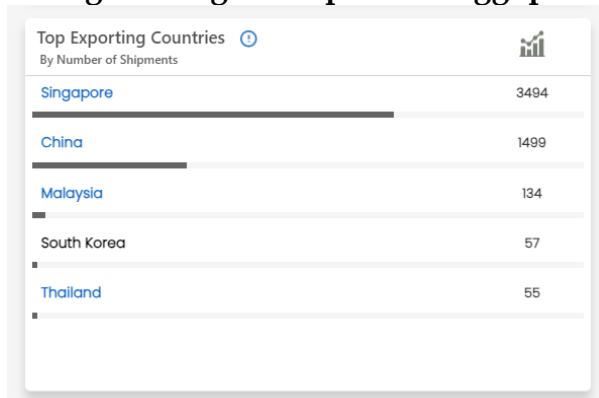 Top Exporting Countries
By Number of Shipments
Singapore 3494
China 1499
Malaysia 134
South Korea 57
Thailand 55